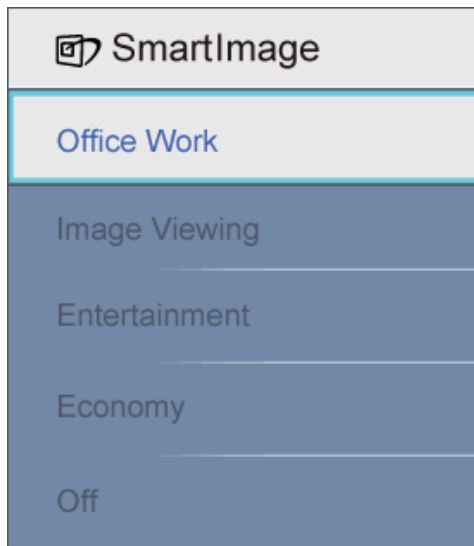 SmartImage
Office Work
Image Viewing
Entertainment
Economy
Off